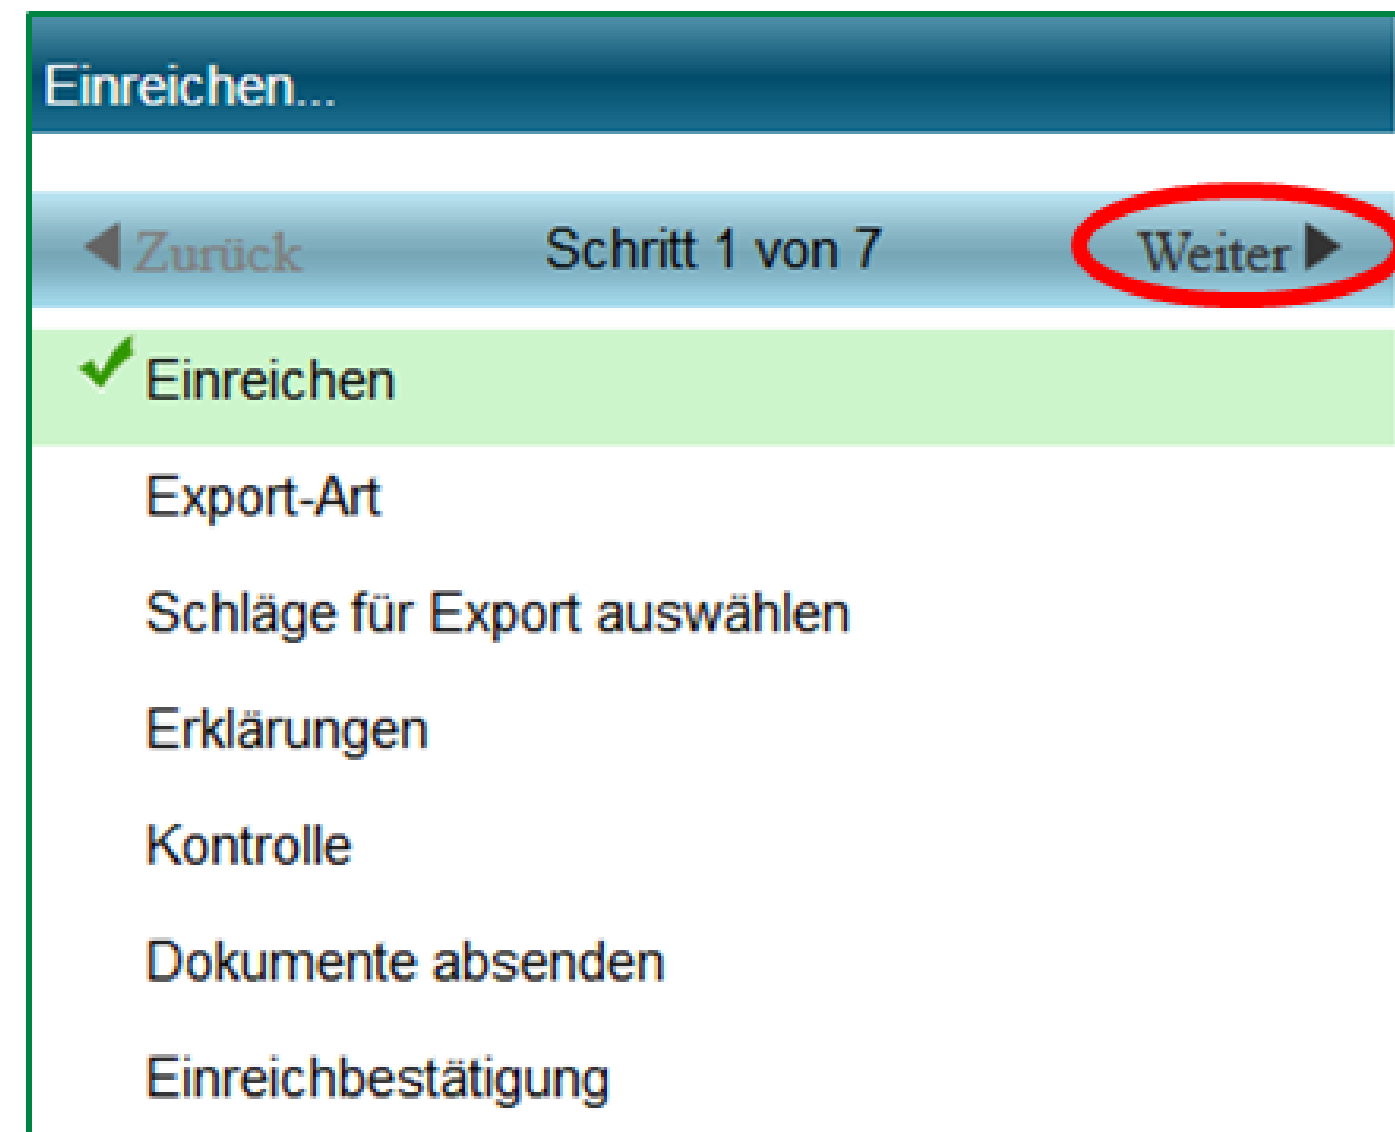 Einreichen...
Zurück Schritt 1 von 7 Weiter
Einreichen
Export-Art
Schläge für Export auswählen
Erklärungen
Kontrolle
Dokumente absenden
Einreichbestätigung